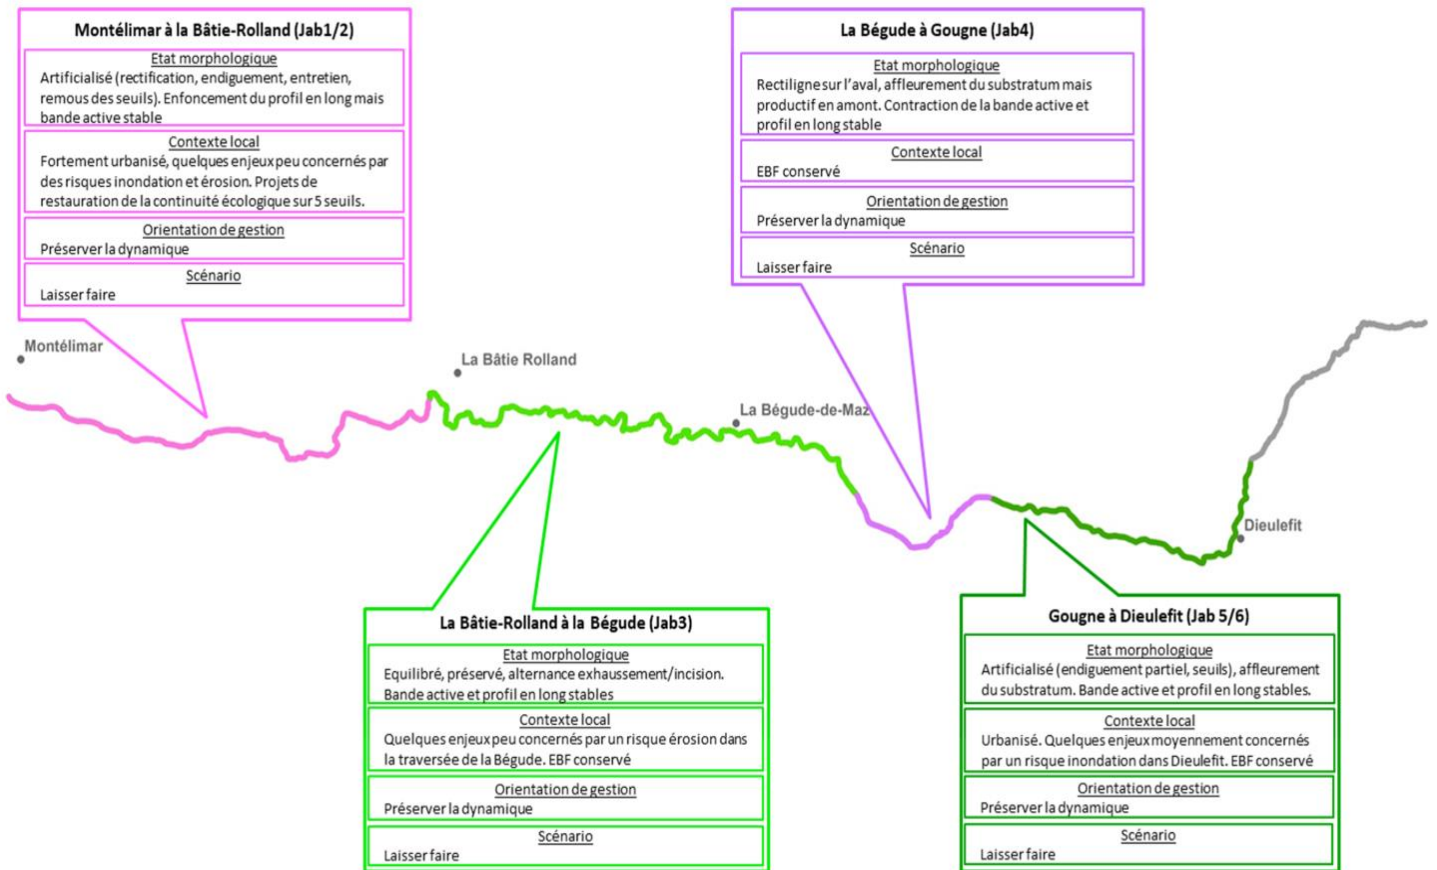 Montélimar à la Bâtie-Rolland (Jab1/2)
Etat morphologique
Artificialisé (rectification, endiguement, entretien,
remous des seuils). Enfoncement du profil en long mais
bande active stable
Contexte local
Fortement urbanisé, quelques enjeux peu concernés par
des risques inondation et érosion. Projets de
restauration de la continuité écologique sur 5 seuils.
Orientation de gestion
Préserver la dynamique
Scénario
Laisser faire
La Bégude à Gougne (Jab4)
Etat morphologique
Rectiligne sur l'aval, affleurement du substratum mais
productif en amont. Contraction de la bande active et
profil en long stable
Contexte local
EBF conservé
Orientation de gestion
Préserver la dynamique
Scénario
Laisser faire
Montélimar
La Bâtie Rolland
La Bégude-de-Maz
Dieulefit
La Bâtie-Rolland à la Bégude (Jab3)
Etat morphologique
Equilibré, préservé, alternance exhaussement/incision.
Bande active et profil en long stables
Contexte local
Quelques enjeux peu concernés par un risque érosion dans
la traversée de la Bégude. EBF conservé
Orientation de gestion
Préserver la dynamique
Scénario
Laisser faire
Gougne à Dieulefit (Jab 5/6)
Etat morphologique
Artificialisé (endiguement partiel, seuils), affleurement
du substratum. Bande active et profil en long stables.
Contexte local
Urbanisé. Quelques enjeux moyennement concernés
par un risque inondation dans Dieulefit. EBF conservé
Orientation de gestion
Préserver la dynamique
Scénario
Laisser faire